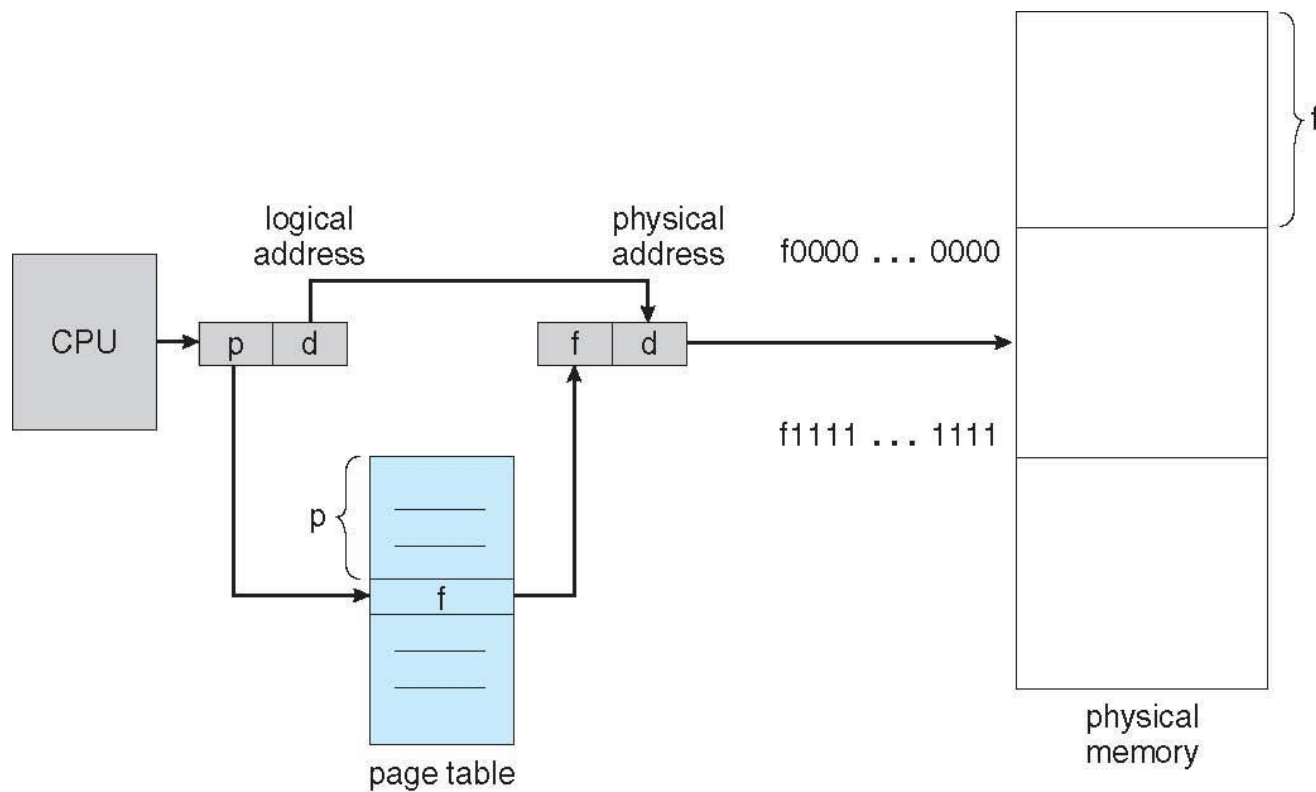 f
logical
address
physical
address
f0000 ... 0000
CPU
p
d
f
d
f1111 ... 1111
p
f
page table
physical
memory